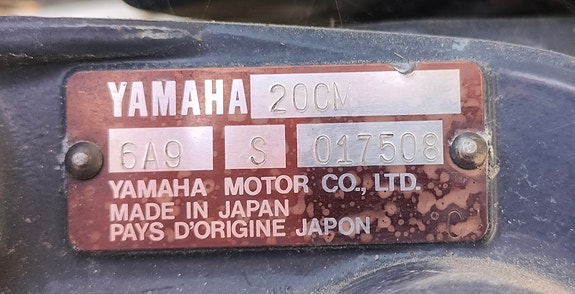 YAMAHA 20CM
6A9 S 017508
YAMAHA MOTOR CO., LTD.
MADE IN JAPAN
PAYS D'ORIGINE JAPON